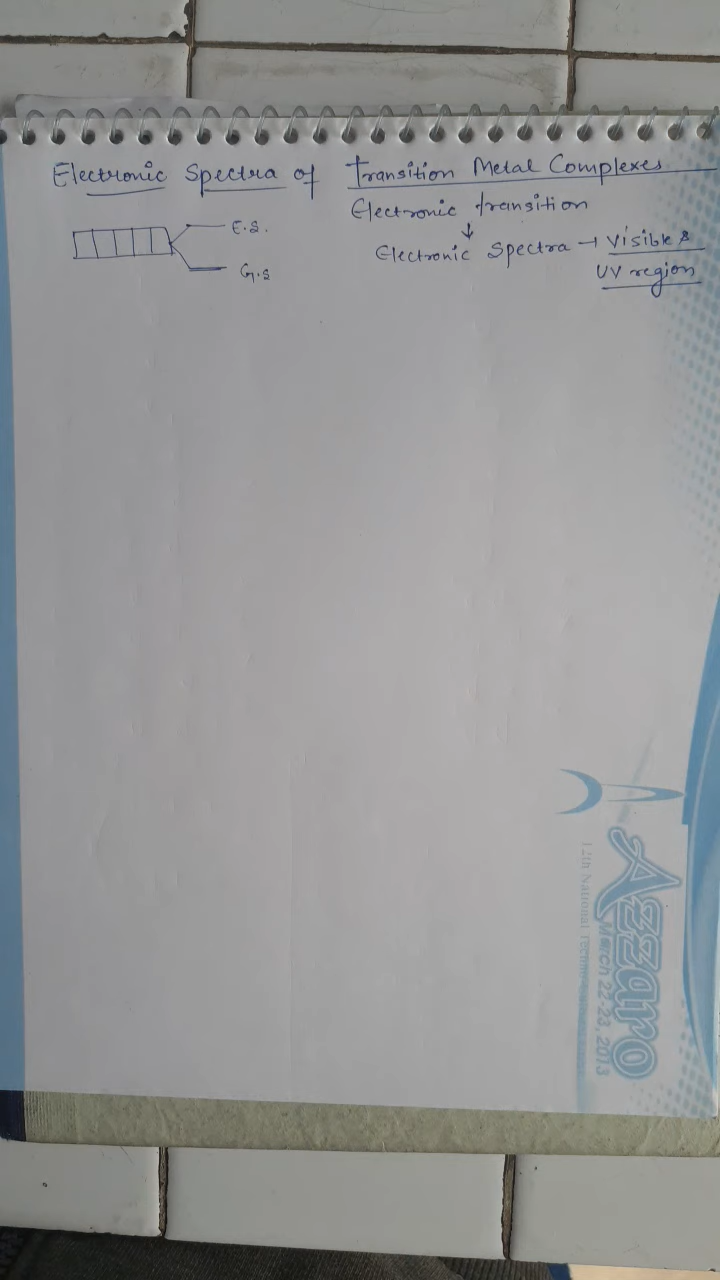 Electronic Spectra of Transition Metal Complexes
Electronic transition
↓
E.S.
Electronic Spectra → Visible &
G.S
UV region
Azzaro
March 22-23, 2013
12th National